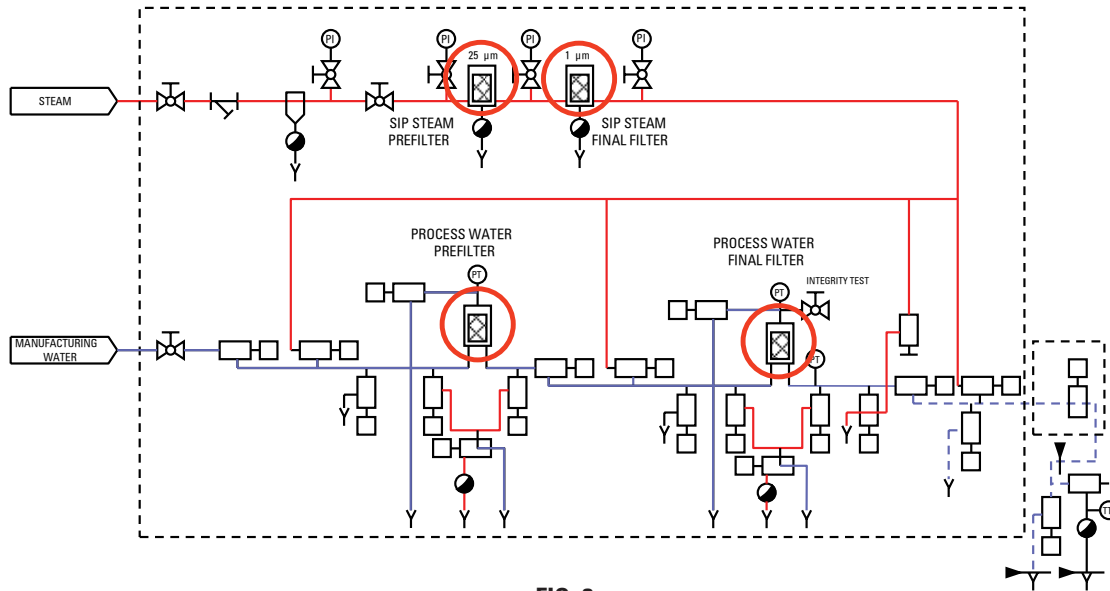 PI
PI
PI
PI
25 µm
1 µm
STEAM
SIP STEAM
PREFILTER
SIP STEAM
FINAL FILTER
PROCESS WATER
PREFILTER
PROCESS WATER
FINAL FILTER
PT
PT
INTEGRITY TEST
MANUFACTURING
WATER
PT
TT